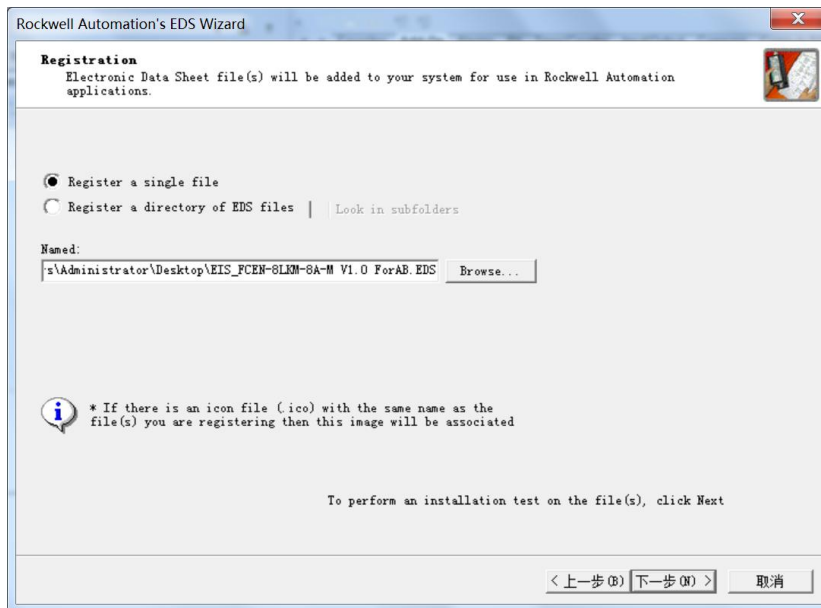 Rockwell Automation's EDS Wizard
Registration
Electronic Data Sheet file(s) will be added to your system for use in Rockwell Automation
applications.
Register a single file
Register a directory of EDS files
Look in subfolders
Named:
's\Administrator\Desktop\EIS_FCEN-8LKM-8A-M V1.0 ForAB.EDS
Browse...
* If there is an icon file (.ico) with the same name as the
file(s) you are registering then this image will be associated
To perform an installation test on the file(s), click Next
< 上一步(B)
下一步(N) >
取消